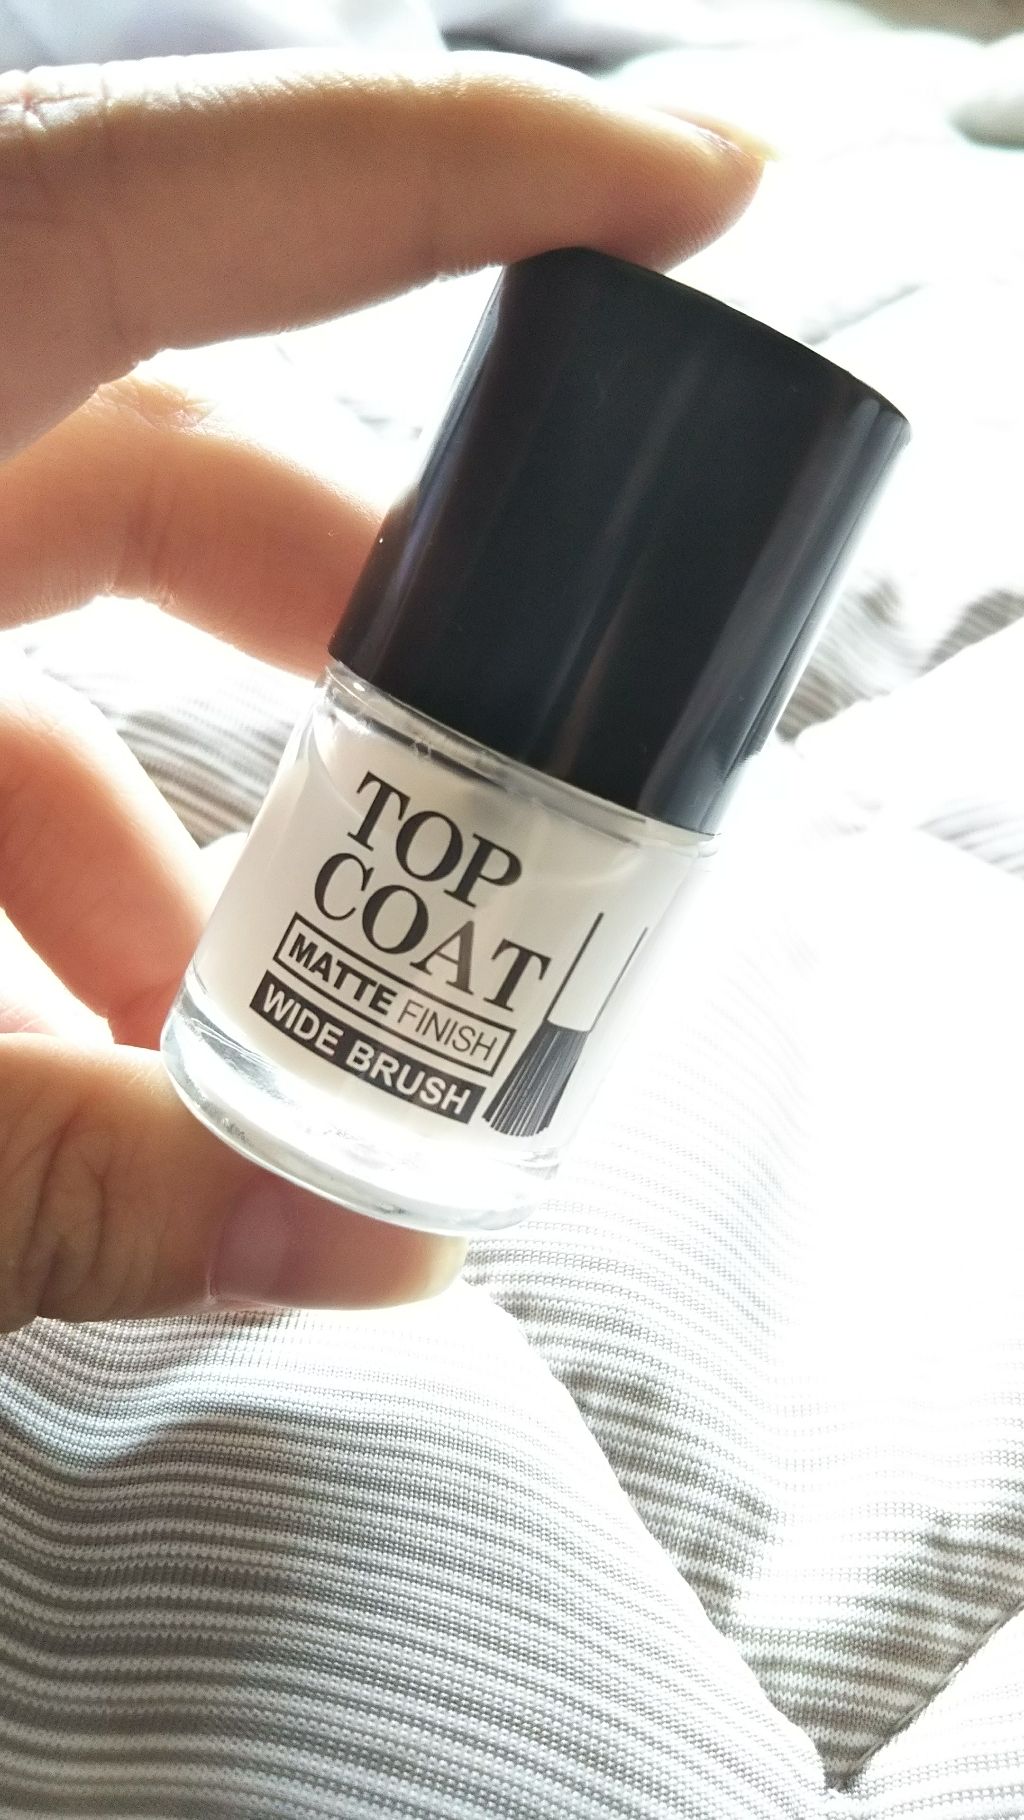 TOP
COAT
MATTE FINISH
WIDE BRUSH